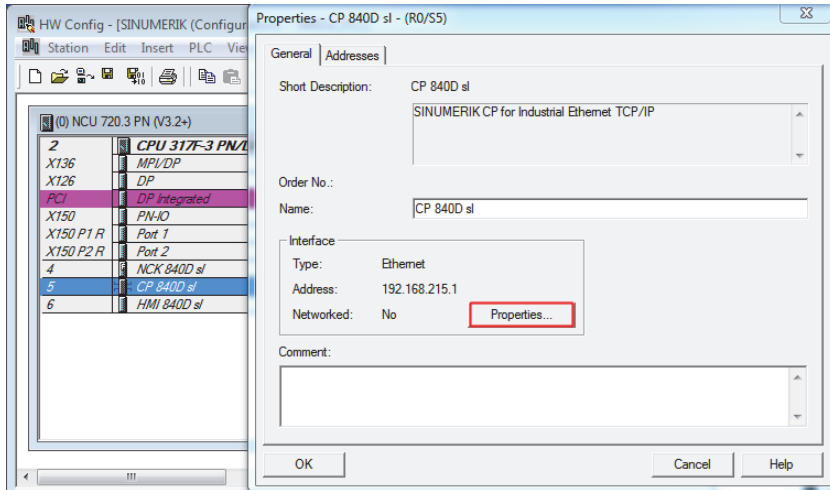 HW Config - [SINUMERIK (Configur
Station Edit Insert PLC Vie
(0) NCU 720.3 PN (V3.2+)
2 CPU 317F-3 PN/D
X136 MPI/DP
X126 DP
PCI DP Integrated
X150 PN-IO
X150 P1 R Port 1
X150 P2 R Port 2
4 NCK 840D sl
5 CP 840D sl
6 HMI 840D sl
Properties - CP 840D sl - (R0/S5)
General Addresses
Short Description: CP 840D sl
SINUMERIK CP for Industrial Ethernet TCP/IP
Order No.:
Name: CP 840D sl
Interface
Type: Ethernet
Address: 192.168.215.1
Networked: No Properties...
Comment:
OK Cancel Help